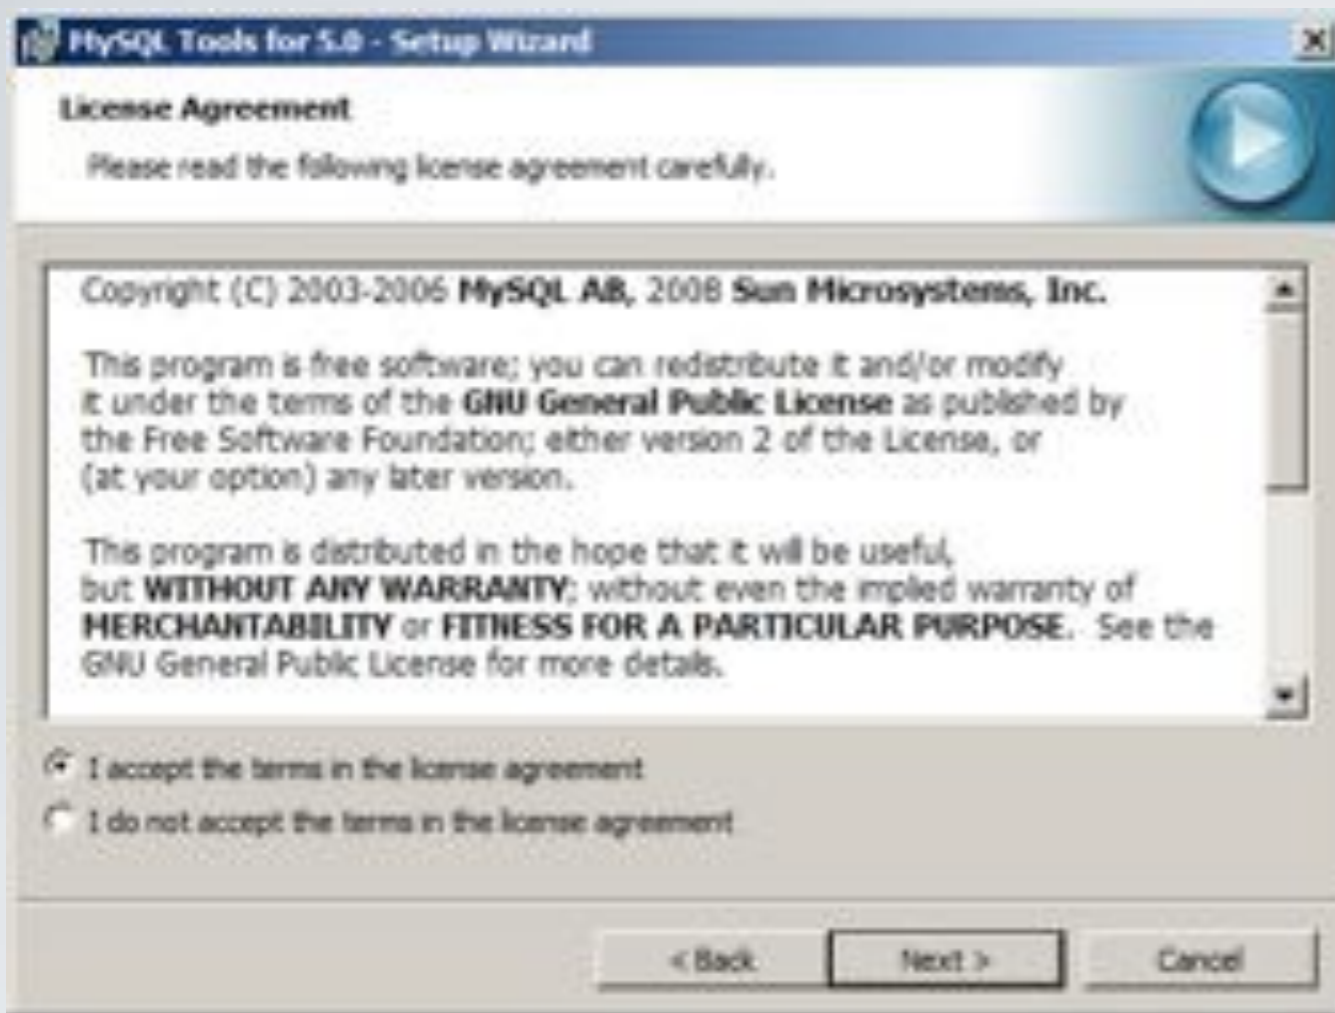 MySQL Tools for 5.0 - Setup Wizard
License Agreement
Please read the following license agreement carefully.
Copyright (C) 2003-2006 MySQL AB, 2008 Sun Microsystems, Inc.
This program is free software; you can redistribute it and/or modify
it under the terms of the GNU General Public License as published by
the Free Software Foundation; either version 2 of the License, or
(at your option) any later version.
This program is distributed in the hope that it will be useful,
but WITHOUT ANY WARRANTY; without even the implied warranty of
MERCHANTABILITY or FITNESS FOR A PARTICULAR PURPOSE. See the
GNU General Public License for more details.
I accept the terms in the license agreement
I do not accept the terms in the license agreement
< Back
Next >
Cancel